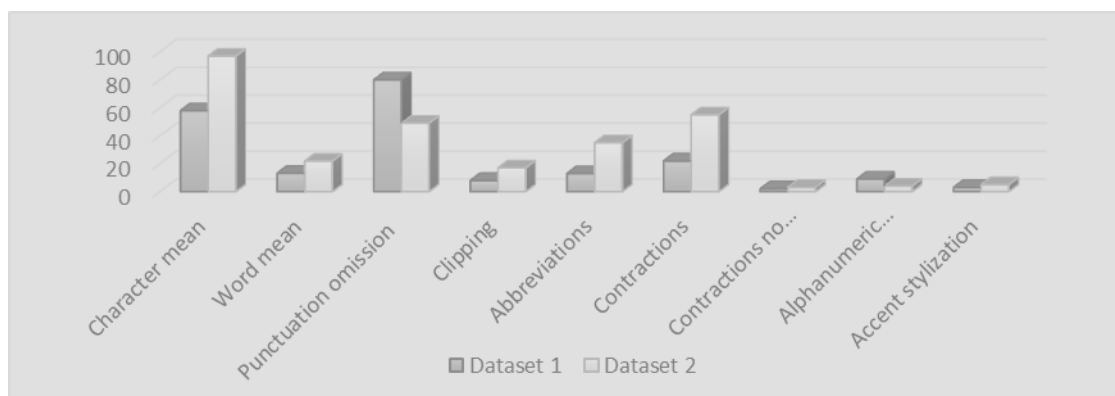 100
80
60
40
20
0
Character mean
Word mean
Punctuation omission
Clipping
Abbreviations
Contractions
Contractions no...
Alphanumeric...
Accent stylization
Dataset 1 Dataset 2